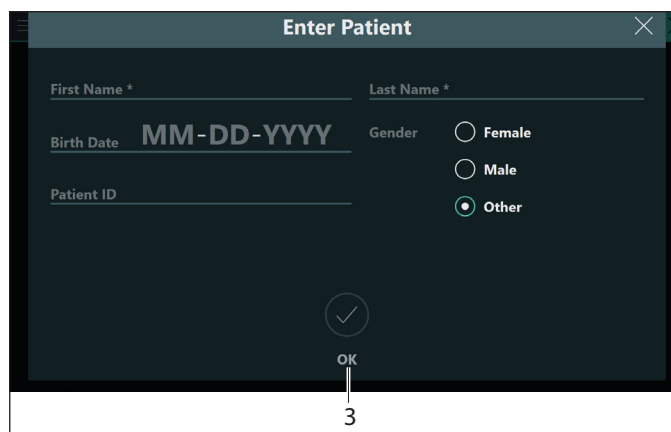 Enter Patient
First Name *
Last Name *
Birth Date MM-DD-YYYY
Gender
Female
Male
Patient ID
Other
OK
3